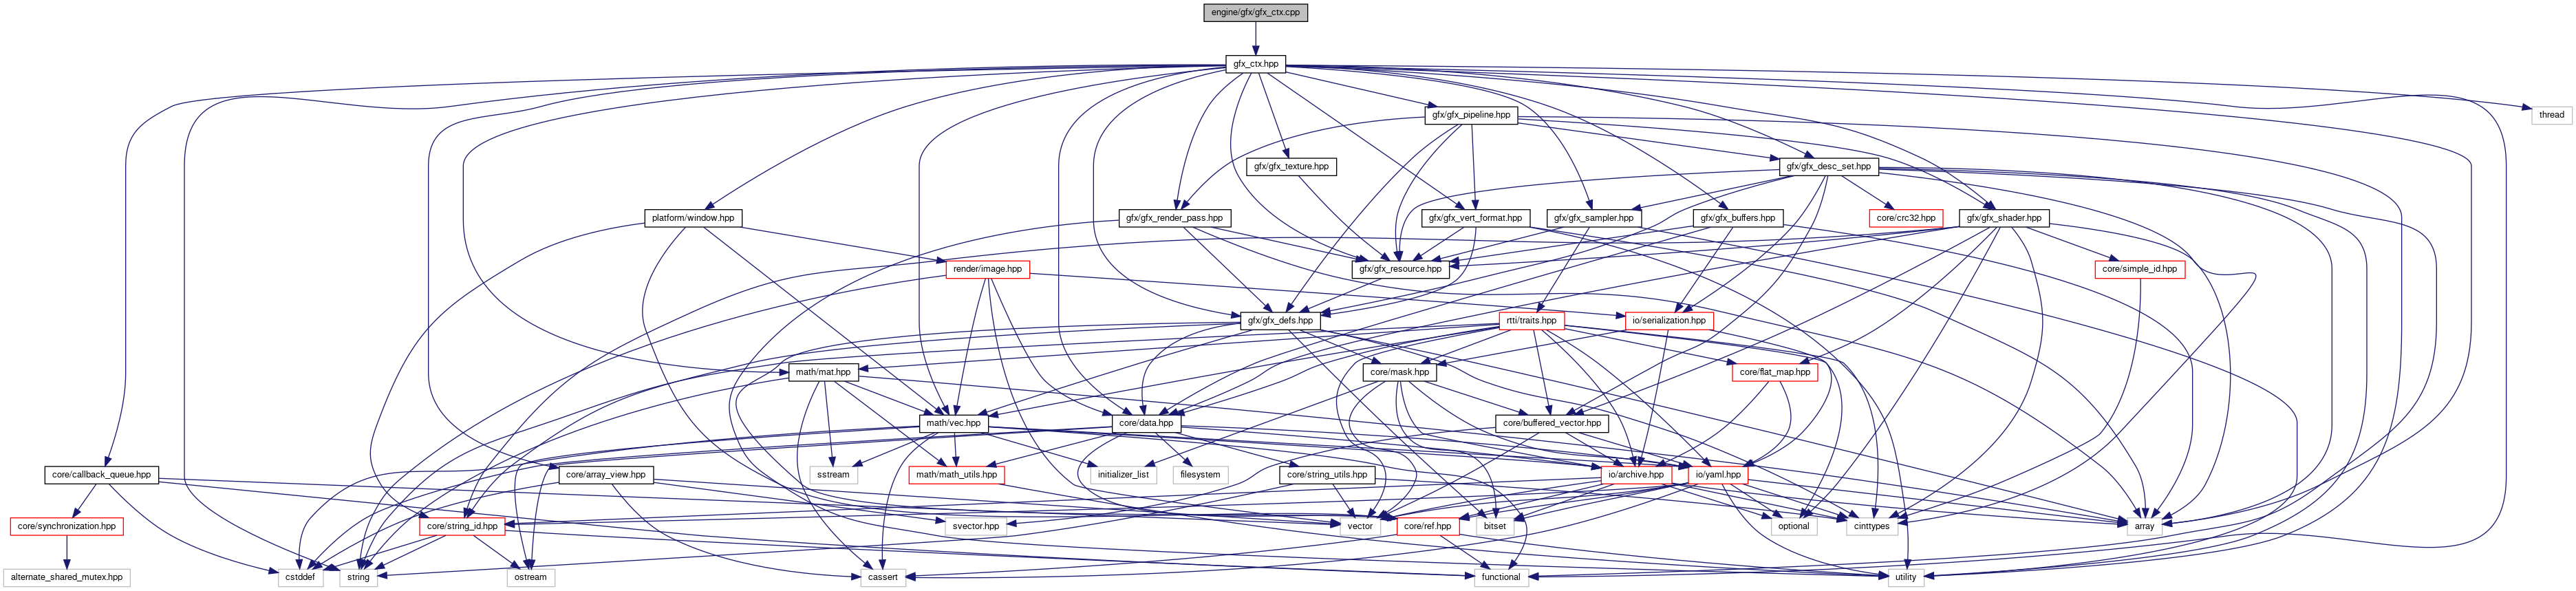 engine/gfx/gfx_ctx.cpp
gfx_ctx.hpp
gfx/gfx_pipeline.hpp
thread
gfx/gfx_texture.hpp
gfx/gfx_desc_set.hpp
platform/window.hpp
gfx/gfx_render_pass.hpp
gfx/gfx_vert_format.hpp
gfx/gfx_sampler.hpp
gfx/gfx_buffers.hpp
core/crc32.hpp
gfx/gfx_shader.hpp
render/image.hpp
gfx/gfx_resource.hpp
core/simple_id.hpp
gfx/gfx_defs.hpp
rtti/traits.hpp
io/serialization.hpp
math/mat.hpp
core/mask.hpp
core/flat_map.hpp
math/vec.hpp
core/data.hpp
core/buffered_vector.hpp
core/callback_queue.hpp
core/array_view.hpp
sstream
math/math_utils.hpp
initializer_list
filesystem
core/string_utils.hpp
io/archive.hpp
io/yaml.hpp
core/synchronization.hpp
core/string_id.hpp
svector.hpp
vector
core/ref.hpp
bitset
optional
cinttypes
array
alternate_shared_mutex.hpp
cstddef
string
ostream
cassert
functional
utility